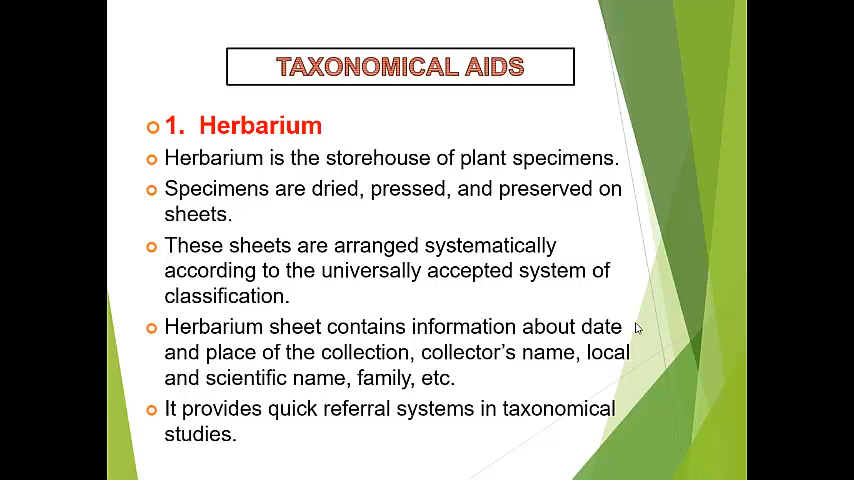 TAXONOMICAL AIDS
1. Herbarium
Herbarium is the storehouse of plant specimens.
Specimens are dried, pressed, and preserved on
sheets.
These sheets are arranged systematically
according to the universally accepted system of
classification.
Herbarium sheet contains information about date
and place of the collection, collector’s name, local
and scientific name, family, etc.
It provides quick referral systems in taxonomical
studies.